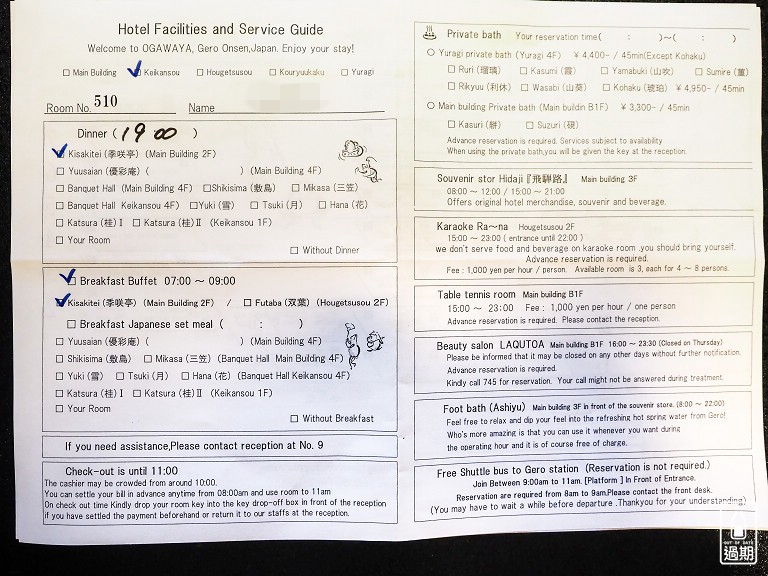 Hotel Facilities and Service Guide
Welcome to OGAWAYA, Gero Onsen,Japan. Enjoy your stay!
□ Main Building □ Keikansou □ Hougetsusou □ Kouryuukaku □ Yuragi
Room No. 510 Name
Dinner ( 19 00 )
□ Kisakitei (季咲亭) (Main Building 2F)
□ Yuusaian (優彩庵) ( ) (Main Building 4F)
□ Banquet Hall (Main Building 4F) □Shikisima (敷島) □ Mikasa (三笠)
□ Banquet Hall Keikansou 4F) □Yuki (雪) □ Tsuki (月) □ Hana (花)
□ Katsura (桂) I □ Katsura (桂) II (Keikansou 1F)
□ Your Room
□ Without Dinner
□ Breakfast Buffet 07:00 ～ 09:00
□ Kisakitei (季咲亭) (Main Building 2F) / □ Futaba (双葉) (Hougetsusou 2F)
□ Breakfast Japanese set meal ( : )
□ Yuusaian (優彩庵) ( ) (Main Building 4F)
□ Shikisima (敷島) □ Mikasa (三笠) (Banquet Hall Main Building 4F)
□ Yuki (雪) □ Tsuki (月) □ Hana (花) (Banquet Hall Keikansou 4F)
□ Katsura (桂) I □ Katsura (桂) II (Keikansou 1F)
□ Your Room
□ Without Breakfast
If you need assistance,Please contact reception at No. 9
Check-out is until 11:00
The cashier may be crowded from around 10:00.
You can settle your bill in advance anytime from 08:00am and use room to 11am
On check out time Kindly drop your room key into the key drop-off box in front of the reception
if you have settled the payment beforehand or return it to our staffs at the reception.
Private bath Your reservation time( : )～( : )
○ Yuragi private bath (Yuragi 4F) ¥ 4,400- / 45min(Except Kohaku)
□ Ruri (瑠璃) □ Kasumi (霞) □ Yamabuki (山吹) □ Sumire (菫)
□ Rikyuu (利休) □ Wasabi (山葵) □ Kohaku (琥珀) ¥ 4,950- / 45min
○ Main building Private bath (Main buildin B1F) ¥ 3,300- / 45min
□ Kasuri (絣) □ Suzuri (硯)
Advance reservation is required. Services subject to availability
When using the private bath,you will be given the key at the reception.
Souvenir stor Hidaji『飛騨路』 Main building 3F
08:00 ～ 12:00 / 15:00 ～ 21:00
Offers original hotel merchandise, souvenir and beverage.
Karaoke Ra～na Hougetsusou 2F
15:00 ～ 23:00 ( entrance until 22:00 )
we don't serve food and beverage on karaoke room ,you should bring yourself.
Advance reservation is required.
Fee : 1,000 yen per hour / person. Available room is 3, each for 4 ～ 8 persons.
Table tennis room Main building B1F
15:00 ～ 23:00 Fee : 1,000 yen per hour / one person
Advance reservation is required. Please contact the reception.
Beauty salon LAQUTOA Main building B1F 16:00 ～ 23:30 (Closed on Thursday)
Please be informed that it may be closed on any other days without further notification.
Advance reservation is required.
Kindly call 745 for reservation. Your call might not be answered during treatment.
Foot bath (Ashiyu) Main building 3F in front of the souvenir store. (8:00 ～ 22:00)
Feel free to relax and dip your feel into the refreshing hot spring water from Gero!
Who's more amazing is that you can use it whenever you want during
the operating hour and it is of course free of charge.
Free Shuttle bus to Gero station (Reservation is not required.)
Join Between 9:00am to 11am. [Platform ] In Front of Entrance.
Reservation are required from 8am to 9am.Please contact the front desk.
(You may have to wait a while before departure .Thankyou for your understanding)
OUT OF DATE
過期